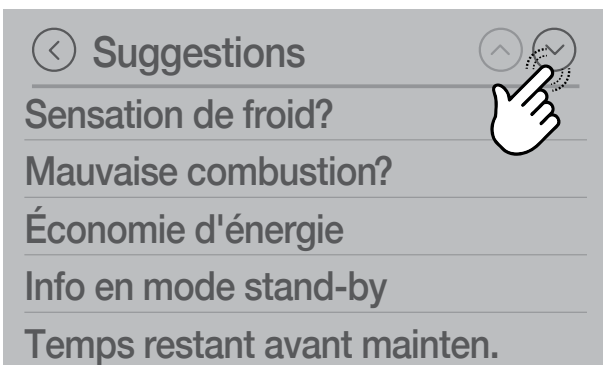 Suggestions
Sensation de froid?
Mauvaise combustion?
Économie d'énergie
Info en mode stand-by
Temps restant avant mainten.